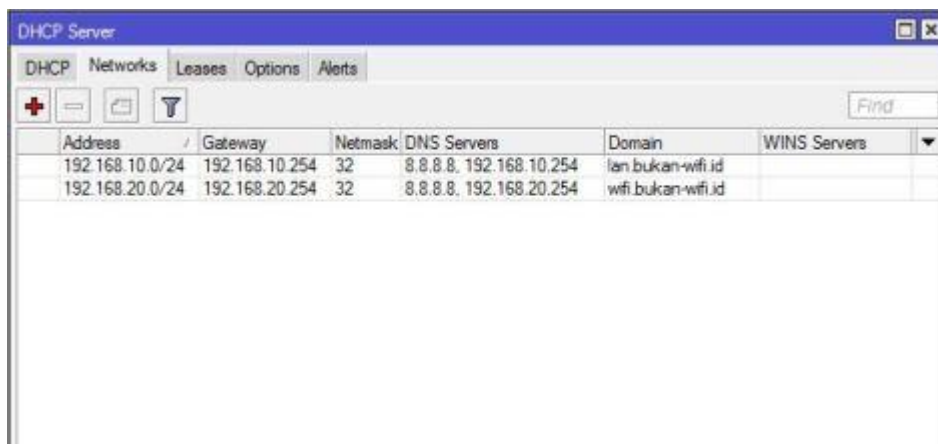 DHCP Server
DHCP Networks Leases Options Alerts
Find
Address / Gateway Netmask DNS Servers Domain WINS Servers
192.168.10.0/24 192.168.10.254 32 8.8.8.8, 192.168.10.254 lan.bukan-wifi.id
192.168.20.0/24 192.168.20.254 32 8.8.8.8, 192.168.20.254 wifi.bukan-wifi.id